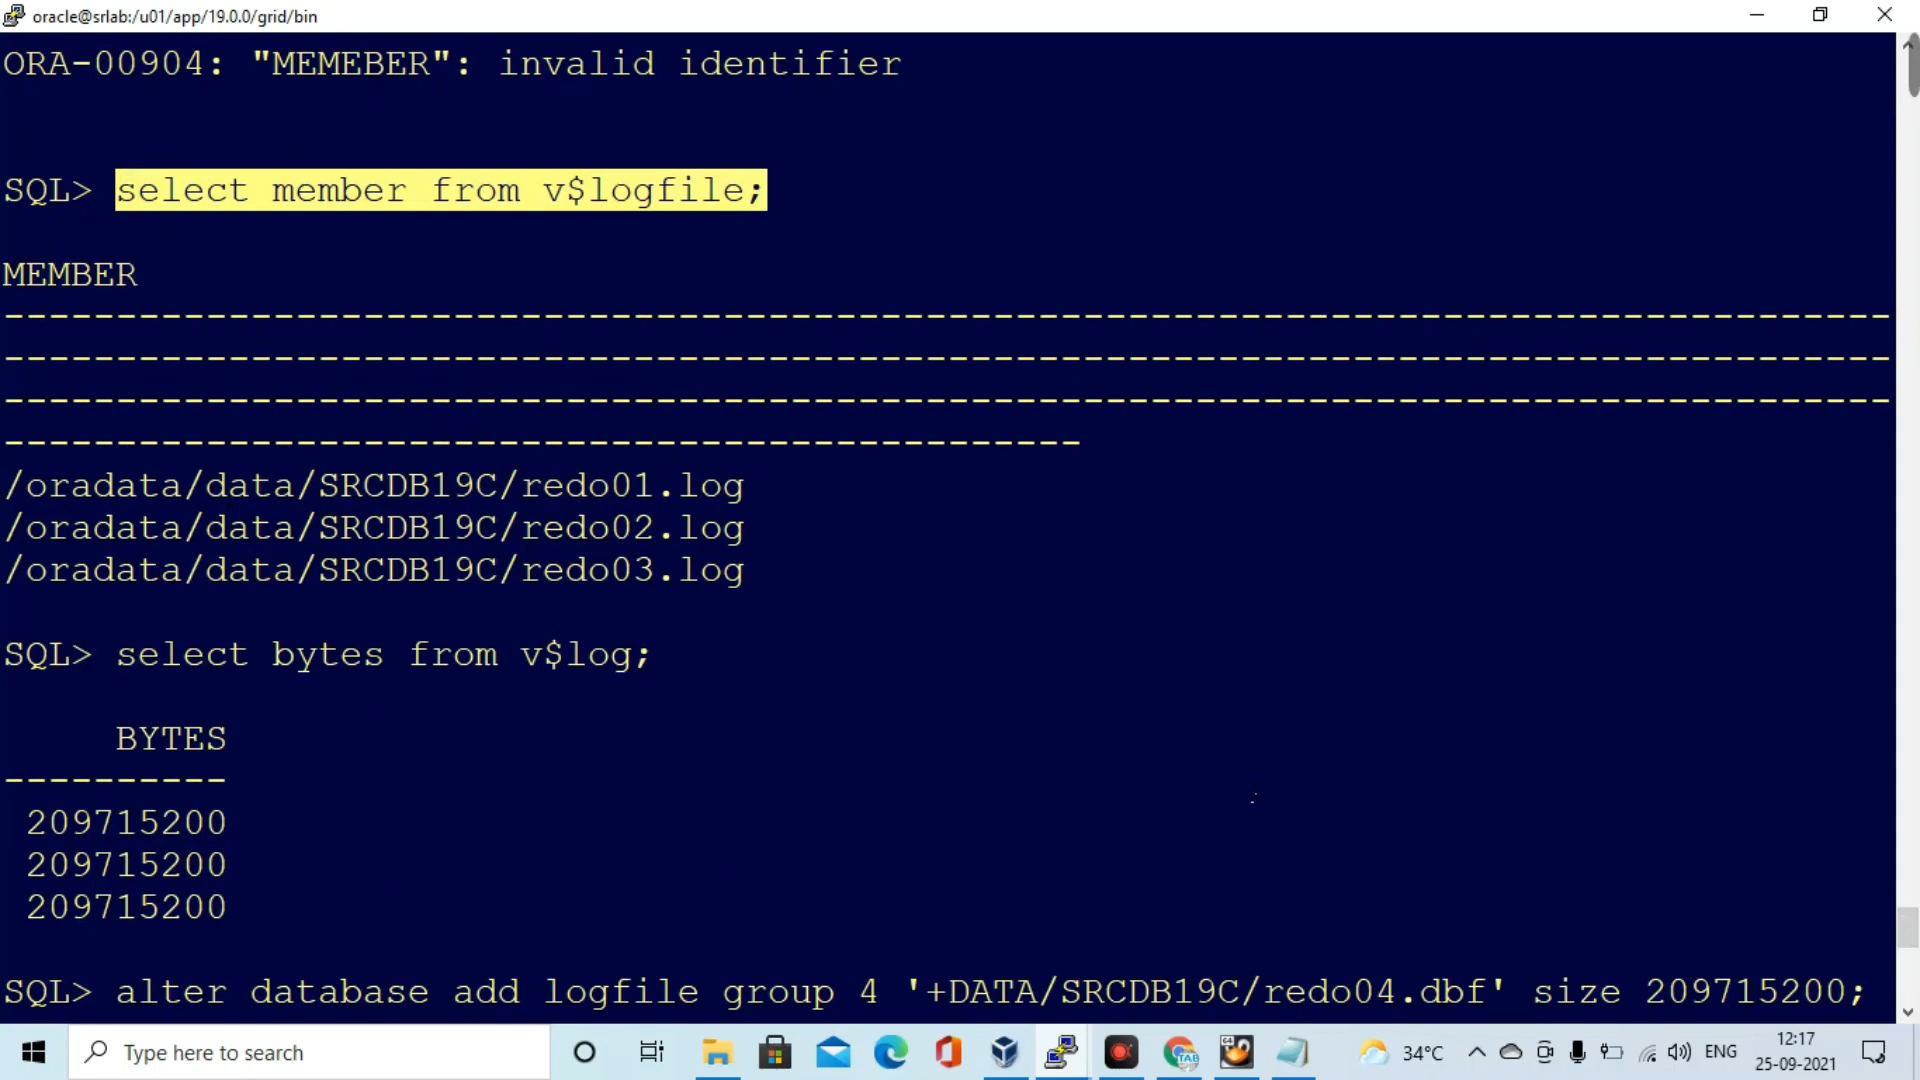 oracle@srlab:/u01/app/19.0.0/grid/bin
ORA-00904: "MEMEBER": invalid identifier
SQL> select member from v$logfile;
MEMBER
------------------------------------------------------------------------------------
------------------------------------------------------------------------------------
------------------------------------------------------------------------------------
------------------------------------------------
/oradata/data/SRCDB19C/redo01.log
/oradata/data/SRCDB19C/redo02.log
/oradata/data/SRCDB19C/redo03.log
SQL> select bytes from v$log;
BYTES
----------
209715200
209715200
209715200
SQL> alter database add logfile group 4 '+DATA/SRCDB19C/redo04.dbf' size 209715200;
Type here to search
34°C
ENG
12:17
25-09-2021